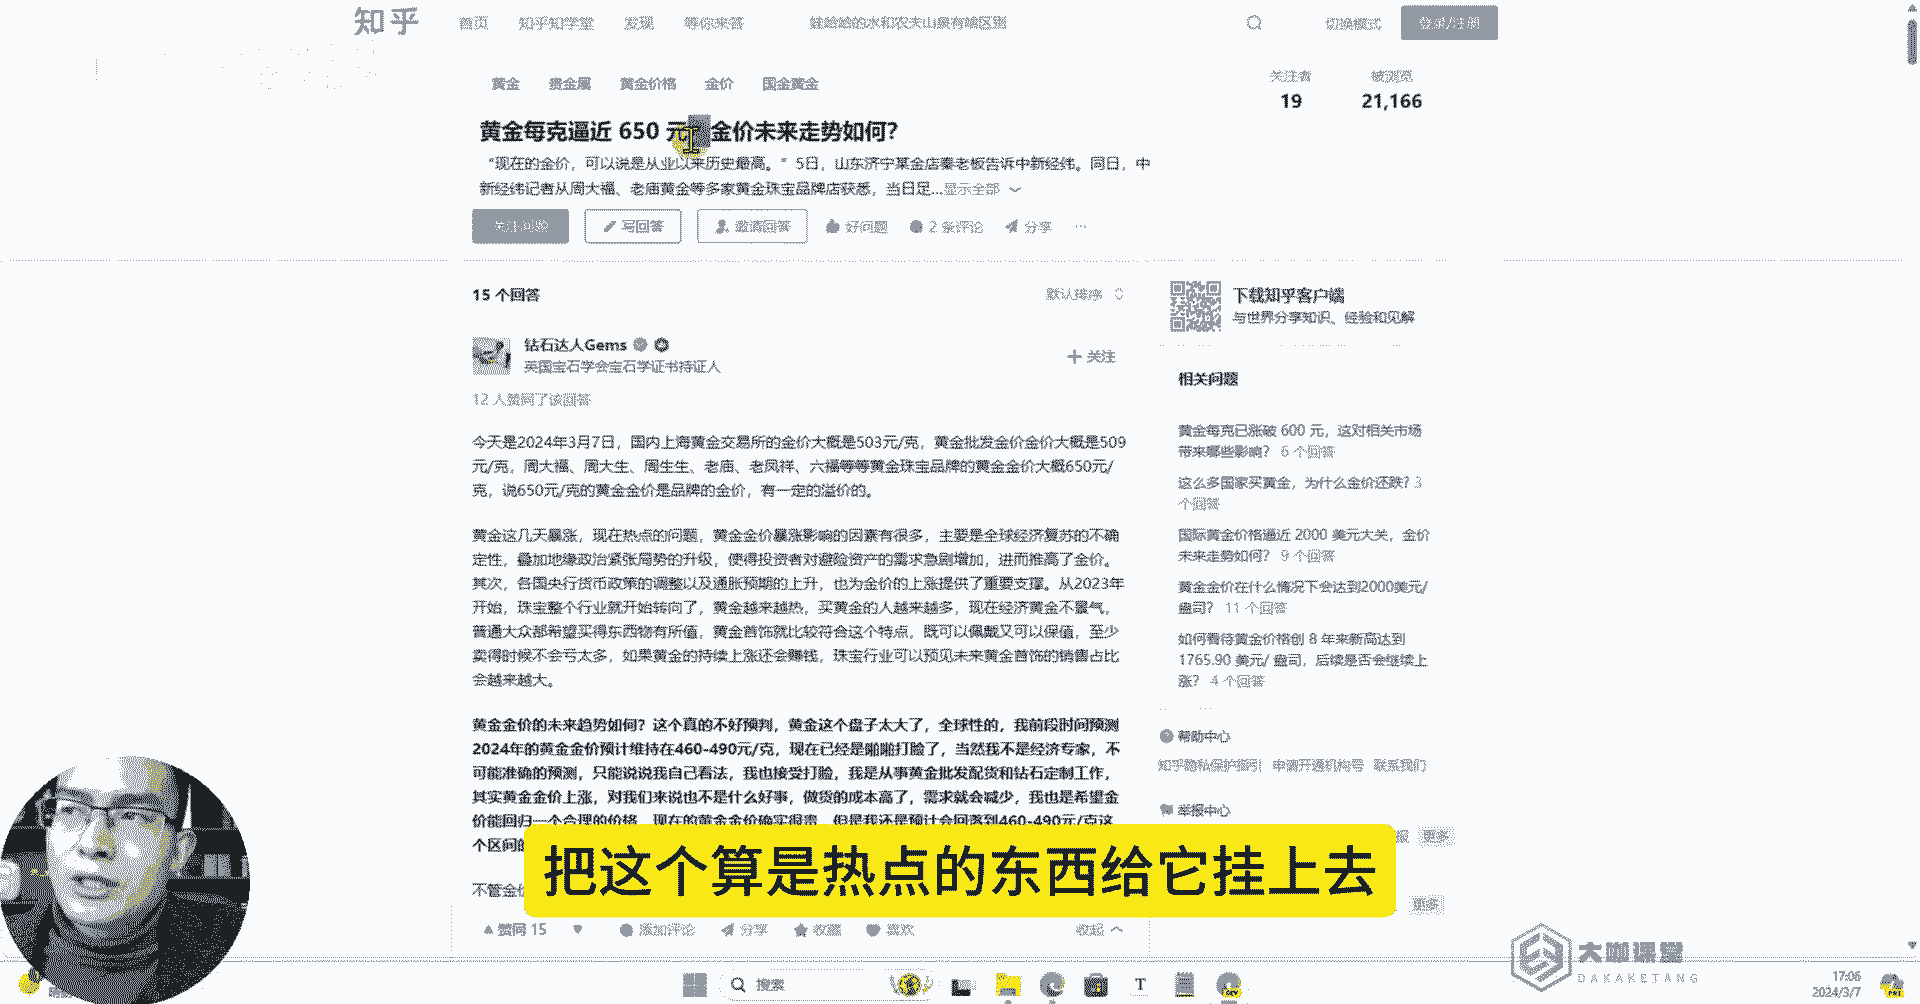 知乎 首页 知乎知学堂 发现 等你来答 娃哈哈的水和农夫山泉有啥区别 切换模式 登录/注册
黄金 贵金属 黄金价格 金价 国金黄金
关注者 被浏览
19 21,166
黄金每克逼近 650 元 金价未来走势如何?
“现在的金价，可以说是从业以来历史最高。” 5日，山东济宁某金店秦老板告诉中新经纬。同日，中
新经纬记者从周大福、老庙黄金等多家黄金珠宝品牌店获悉，当日足...显示全部
关注问题 写回答 邀请回答 好问题 2 条评论 分享 ...
15 个回答 默认排序
钻石达人Gems
英国宝石学会宝石学证书持证人
关注
12 人赞同了该回答
今天是2024年3月7日，国内上海黄金交易所的金价大概是503元/克，黄金批发金价金价大概是509
元/克，周大福、周大生、周生生、老庙、老凤祥、六福等等黄金珠宝品牌的黄金金价大概650元/
克，说650元/克的黄金金价是品牌的金价，有一定的溢价的。
黄金这几天暴涨，现在热点的问题，黄金金价暴涨影响的因素有很多，主要是全球经济复苏的不确
定性，叠加地缘政治紧张局势的升级，使得投资者对避险资产的需求急剧增加，进而推高了金价。
其次，各国央行货币政策的调整以及通胀预期的上升，也为金价的上涨提供了重要支撑。从2023年
开始，珠宝整个行业就开始转向了，黄金越来越热，买黄金的人越来越多，现在经济黄金不景气，
普通大众都希望买得东西物有所值，黄金首饰就比较符合这个特点，既可以佩戴又可以保值，至少
卖得时候不会亏太多，如果黄金的持续上涨还会赚钱，珠宝行业可以预见未来黄金首饰的销售占比
会越来越大。
黄金金价的未来趋势如何？这个真的不好预判，黄金这个盘子太大了，全球性的，我前段时间预测
2024年的黄金金价预计维持在460-490元/克，现在已经是啪啪打脸了，当然我不是经济专家，不
可能准确的预测，只能说说我自己看法，我也接受打脸，我是从事黄金批发配货和钻石定制工作，
其实黄金金价上涨，对我们来说也不是什么好事，做货的成本高了，需求就会减少，我也是希望金
价能回归一个合理的价格，现在的黄金金价确实很贵，但是我还是预计会回落到460-490元/克这
个区间的
不管金价
赞同 15 添加评论 分享 收藏 喜欢 收起
下载知乎客户端
与世界分享知识、经验和见解
相关问题
黄金每克已涨破 600 元，这对相关市场
带来哪些影响? 6 个回答
这么多国家买黄金，为什么金价还跌? 3
个回答
国际黄金价格逼近 2000 美元大关，金价
未来走势如何? 9 个回答
黄金金价在什么情况下会达到2000美元/
盎司? 11 个回答
如何看待黄金价格创 8 年来新高达到
1765.90 美元/ 盎司，后续是否会继续上
涨? 4 个回答
帮助中心
知乎隐私保护指引 申请开通机构号 联系我们
举报中心
报 更多
更多
把这个算是热点的东西给它挂上去
大咖课堂
DAKAKETANG
搜索
T
DEV
17:06
2024/3/7
PRE